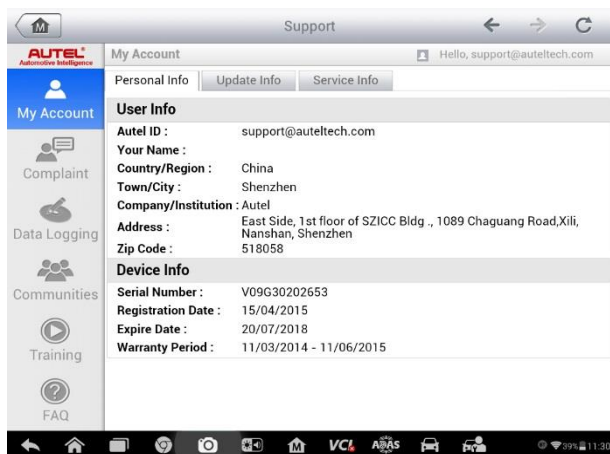 M
Support
AUTEL
Automotive Intelligence
My Account
Hello, support@auteltech.com
My Account
Complaint
Data Logging
Communities
Training
FAQ
Personal Info
Update Info
Service Info
User Info
Autel ID : support@auteltech.com
Your Name :
Country/Region : China
Town/City : Shenzhen
Company/Institution : Autel
Address : East Side, 1st floor of SZICC Bldg ., 1089 Chaguang Road,Xili,
Nanshan, Shenzhen
Zip Code : 518058
Device Info
Serial Number : V09G30202653
Registration Date : 15/04/2015
Expire Date : 20/07/2018
Warranty Period : 11/03/2014 - 11/06/2015
M
VCI
ADAS
39% 11:30